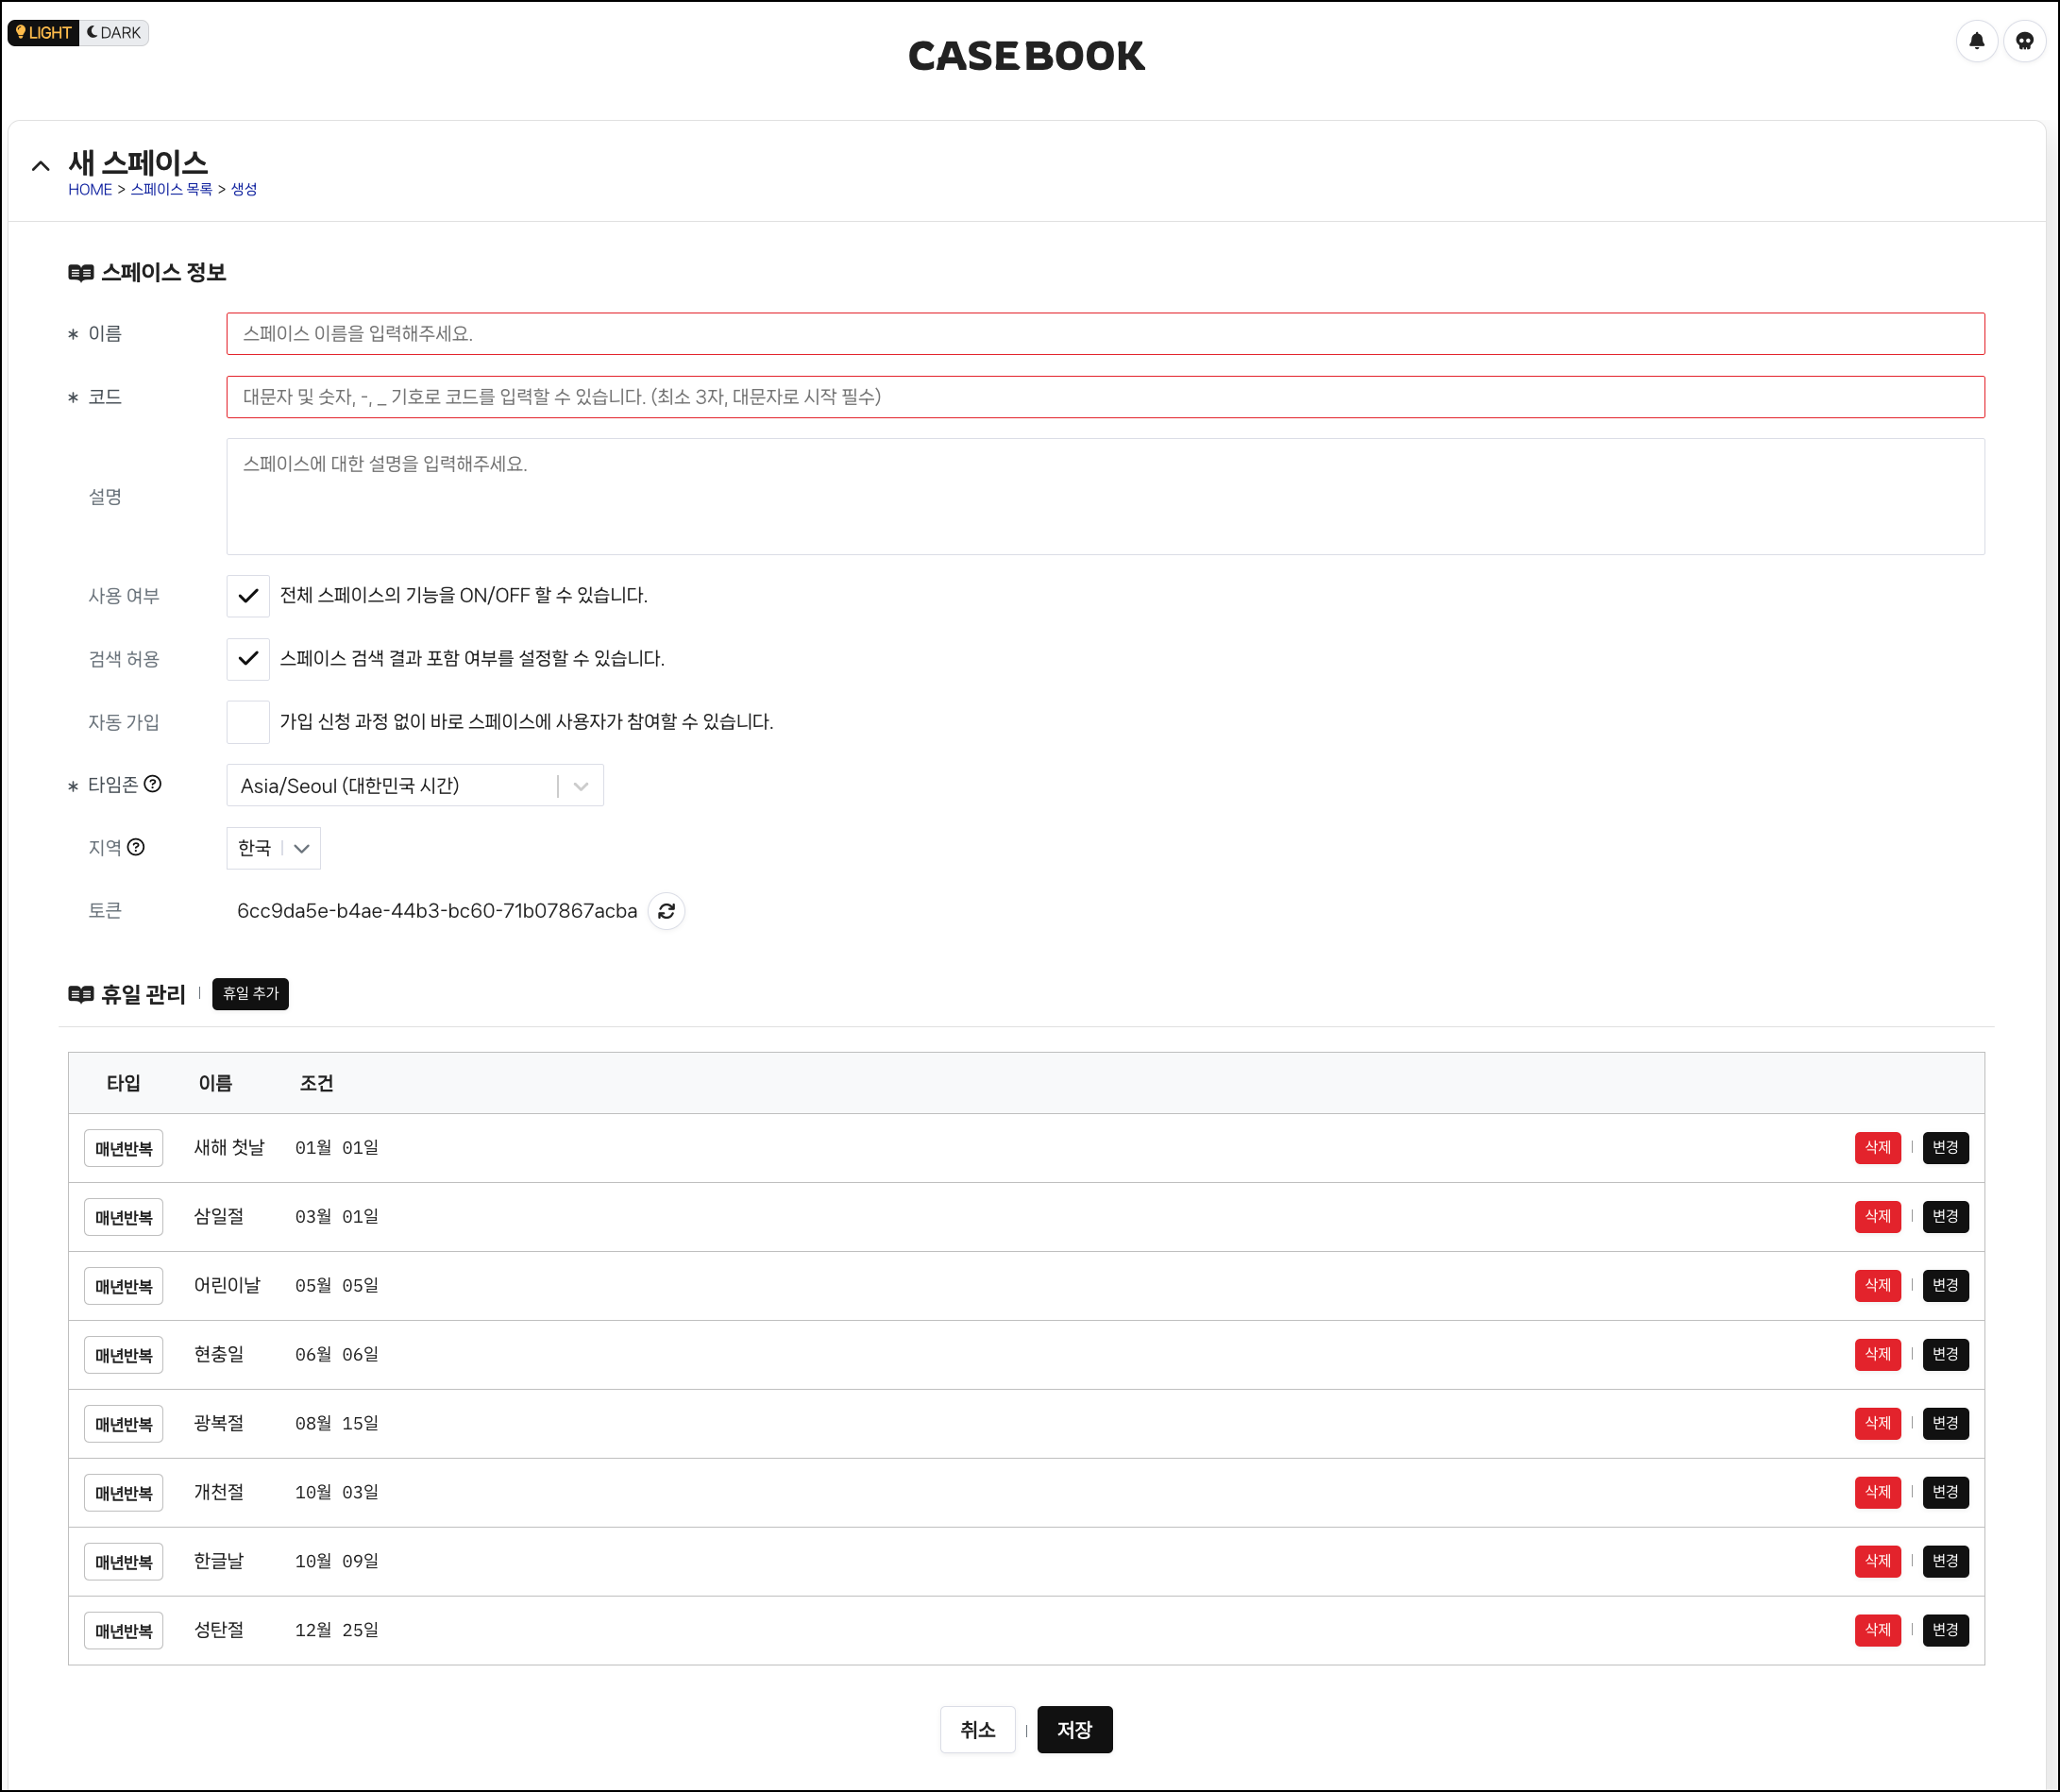 LIGHT DARK
CASEBOOK
새 스페이스
HOME > 스페이스 목록 > 생성
스페이스 정보
* 이름 스페이스 이름을 입력해주세요.
* 코드 대문자 및 숫자, -, _ 기호로 코드를 입력할 수 있습니다. (최소 3자, 대문자로 시작 필수)
설명 스페이스에 대한 설명을 입력해주세요.
사용 여부 전체 스페이스의 기능을 ON/OFF 할 수 있습니다.
검색 허용 스페이스 검색 결과 포함 여부를 설정할 수 있습니다.
자동 가입 가입 신청 과정 없이 바로 스페이스에 사용자가 참여할 수 있습니다.
* 타임존 Asia/Seoul (대한민국 시간)
지역 한국
토큰 6cc9da5e-b4ae-44b3-bc60-71b07867acba
휴일 관리 휴일 추가
타입 이름 조건
매년반복 새해 첫날 01월 01일 삭제 변경
매년반복 삼일절 03월 01일 삭제 변경
매년반복 어린이날 05월 05일 삭제 변경
매년반복 현충일 06월 06일 삭제 변경
매년반복 광복절 08월 15일 삭제 변경
매년반복 개천절 10월 03일 삭제 변경
매년반복 한글날 10월 09일 삭제 변경
매년반복 성탄절 12월 25일 삭제 변경
취소 저장